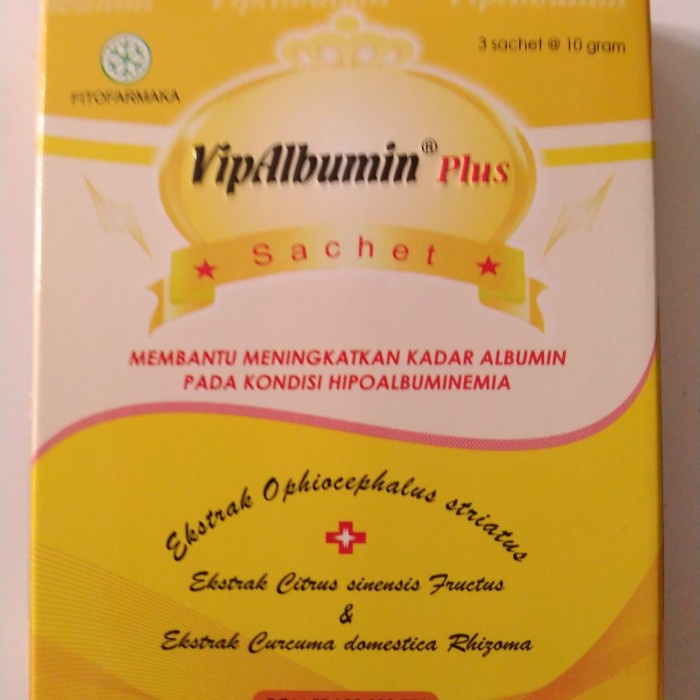 3 sachet @ 10 gram
FITOFARMAKA
VipAlbumin® Plus
Sachet
MEMBANTU MENINGKATKAN KADAR ALBUMIN
PADA KONDISI HIPOALBUMINEMIA
Ekstrak Ophiocephalus striatus
Ekstrak Citrus sinensis Fructus
&
Ekstrak Curcuma domestica Rhizoma